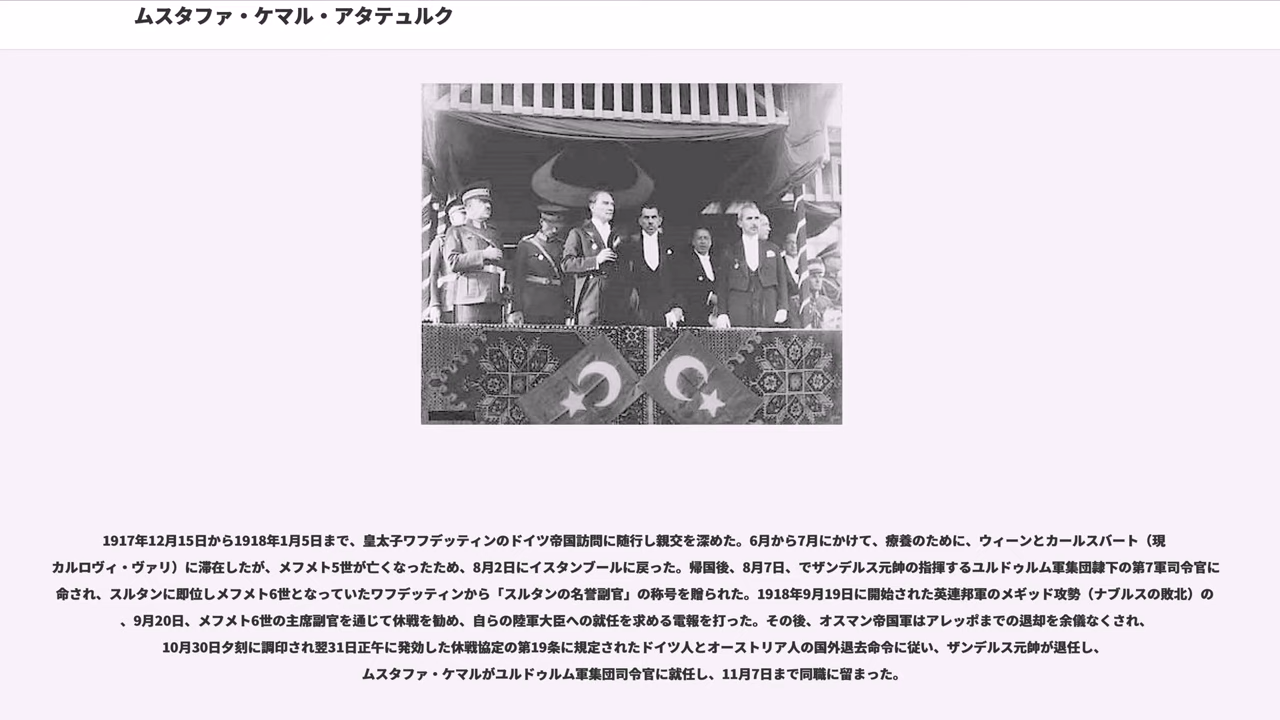 ムスタファ・ケマル・アタテュルク
1917年12月15日から1918年1月5日まで、皇太子ワフデッティンのドイツ帝国訪問に随行し親交を深めた。6月から7月にかけて、療養のために、ウィーンとカールスバート（現
カルロヴィ・ヴァリ）に滞在したが、メフメト5世が亡くなったため、8月2日にイスタンブールに戻った。帰国後、8月7日、でザンデルス元帥の指揮するユルドゥルム軍集団隷下の第7軍司令官に
命され、スルタンに即位しメフメト6世となっていたワフデッティンから「スルタンの名誉副官」の称号を贈られた。1918年9月19日に開始された英連邦軍のメギッド攻勢（ナブルスの敗北）の
、9月20日、メフメト6世の主席副官を通じて休戦を勧め、自らの陸軍大臣への就任を求める電報を打った。その後、オスマン帝国軍はアレッポまでの退却を余儀なくされ、
10月30日夕刻に調印され翌31日正午に発効した休戦協定の第19条に規定されたドイツ人とオーストリア人の国外退去命令に従い、ザンデルス元帥が退任し、
ムスタファ・ケマルがユルドゥルム軍集団司令官に就任し、11月7日まで同職に留まった。